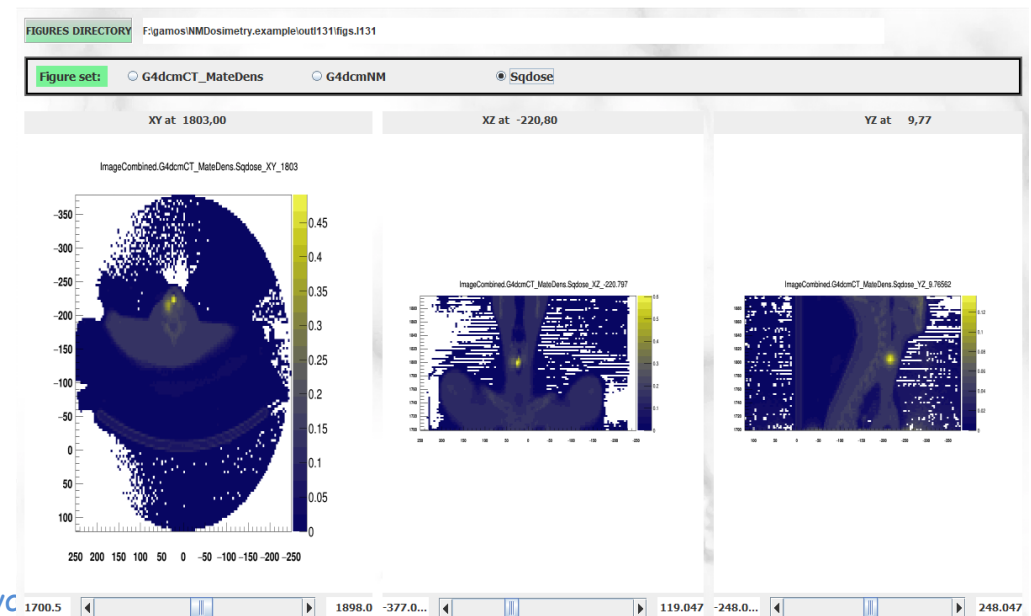 FIGURES DIRECTORY F:\gamos\NMDosimetry.example\outI131\figs.I131
Figure set: G4dcmCT_MateDens G4dcmNM Sqdose
XY at 1803,00 XZ at -220,80 YZ at 9,77
ImageCombined.G4dcmCT_MateDens.Sqdose_XY_1803
-350
-300
-250
-200
-150
-100
-50
0
50
100
250 200 150 100 50 0 -50 -100 -150 -200 -250
0.45
0.4
0.35
0.3
0.25
0.2
0.15
0.1
0.05
0
ImageCombined.G4dcmCT_MateDens.Sqdose_XZ_-220.797
ImageCombined.G4dcmCT_MateDens.Sqdose_YZ_9.76562
1700.5 1898.0 -377.0... 119.047 -248.0... 248.047